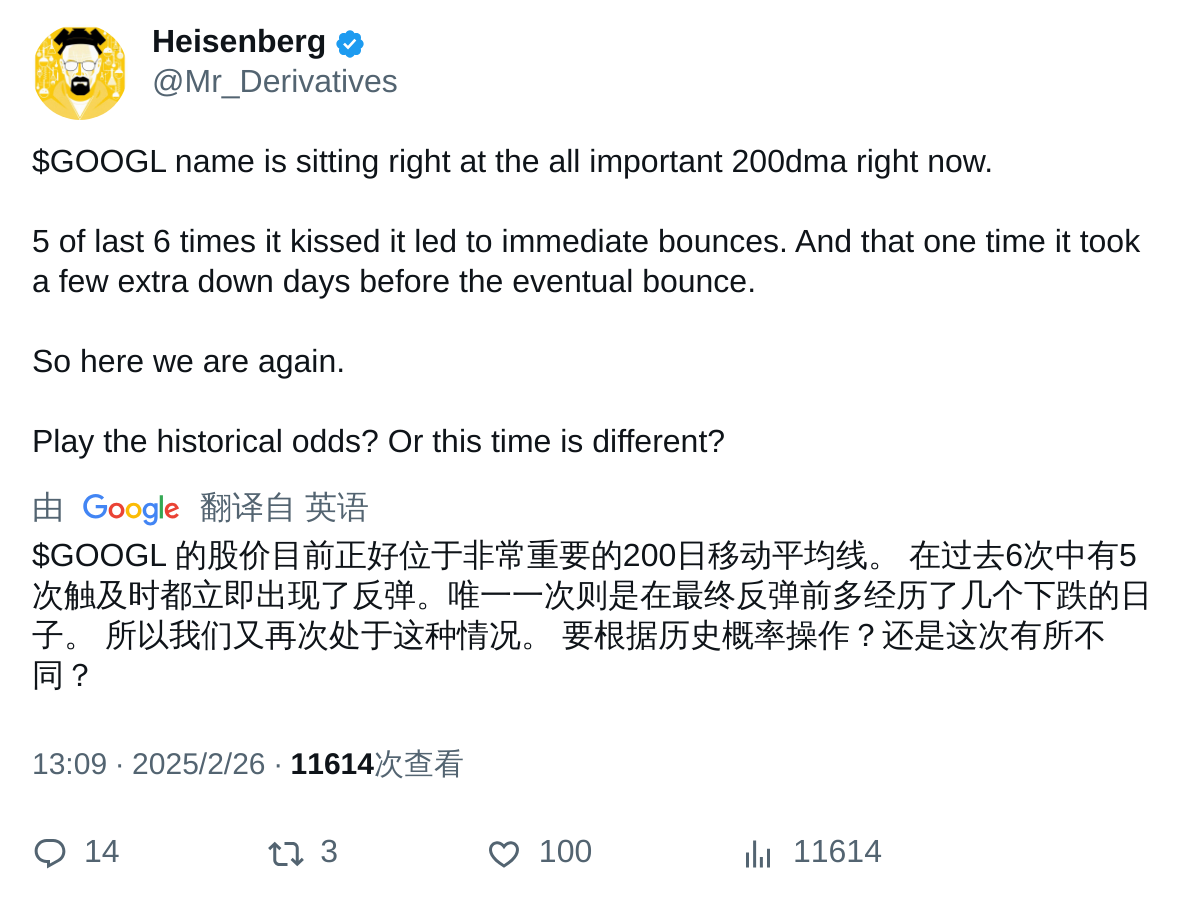 Heisenberg
@Mr_Derivatives
$GOOGL name is sitting right at the all important 200dma right now.
5 of last 6 times it kissed it led to immediate bounces. And that one time it took
a few extra down days before the eventual bounce.
So here we are again.
Play the historical odds? Or this time is different?
由 Google 翻译自 英语
$GOOGL 的股价目前正好位于非常重要的200日移动平均线。 在过去6次中有5
次触及时都立即出现了反弹。唯一一次则是在最终反弹前多经历了几个下跌的日
子。 所以我们又再次处于这种情况。 要根据历史概率操作？还是这次有所不
同？
13:09 · 2025/2/26 · 11614次查看
14 3 100 11614